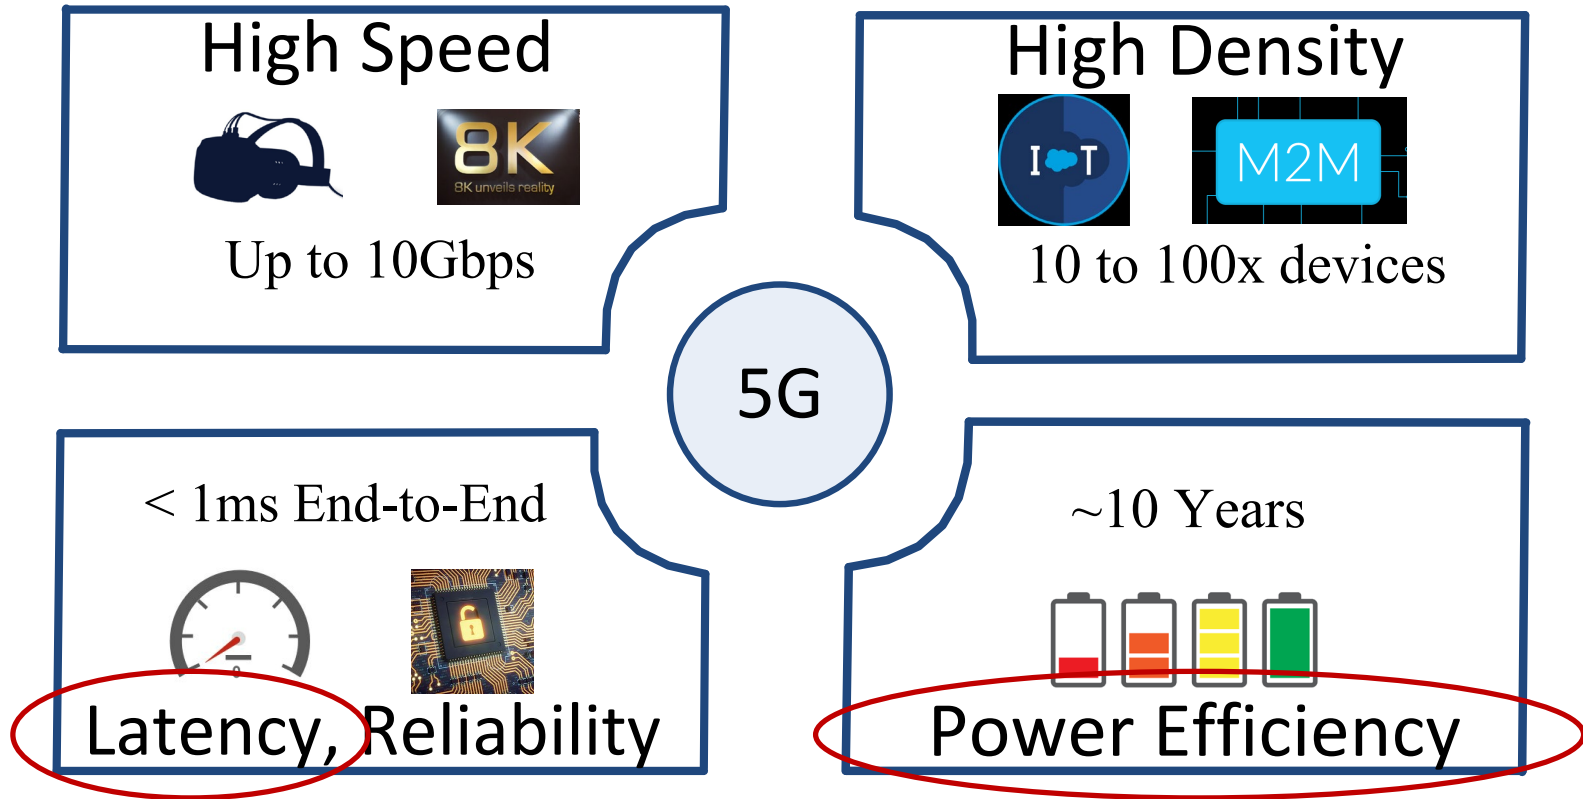 High Speed
8K
8K unveils reality
Up to 10Gbps
High Density
I T
M2M
10 to 100x devices
5G
< 1ms End-to-End
0
Latency, Reliability
~10 Years
Power Efficiency